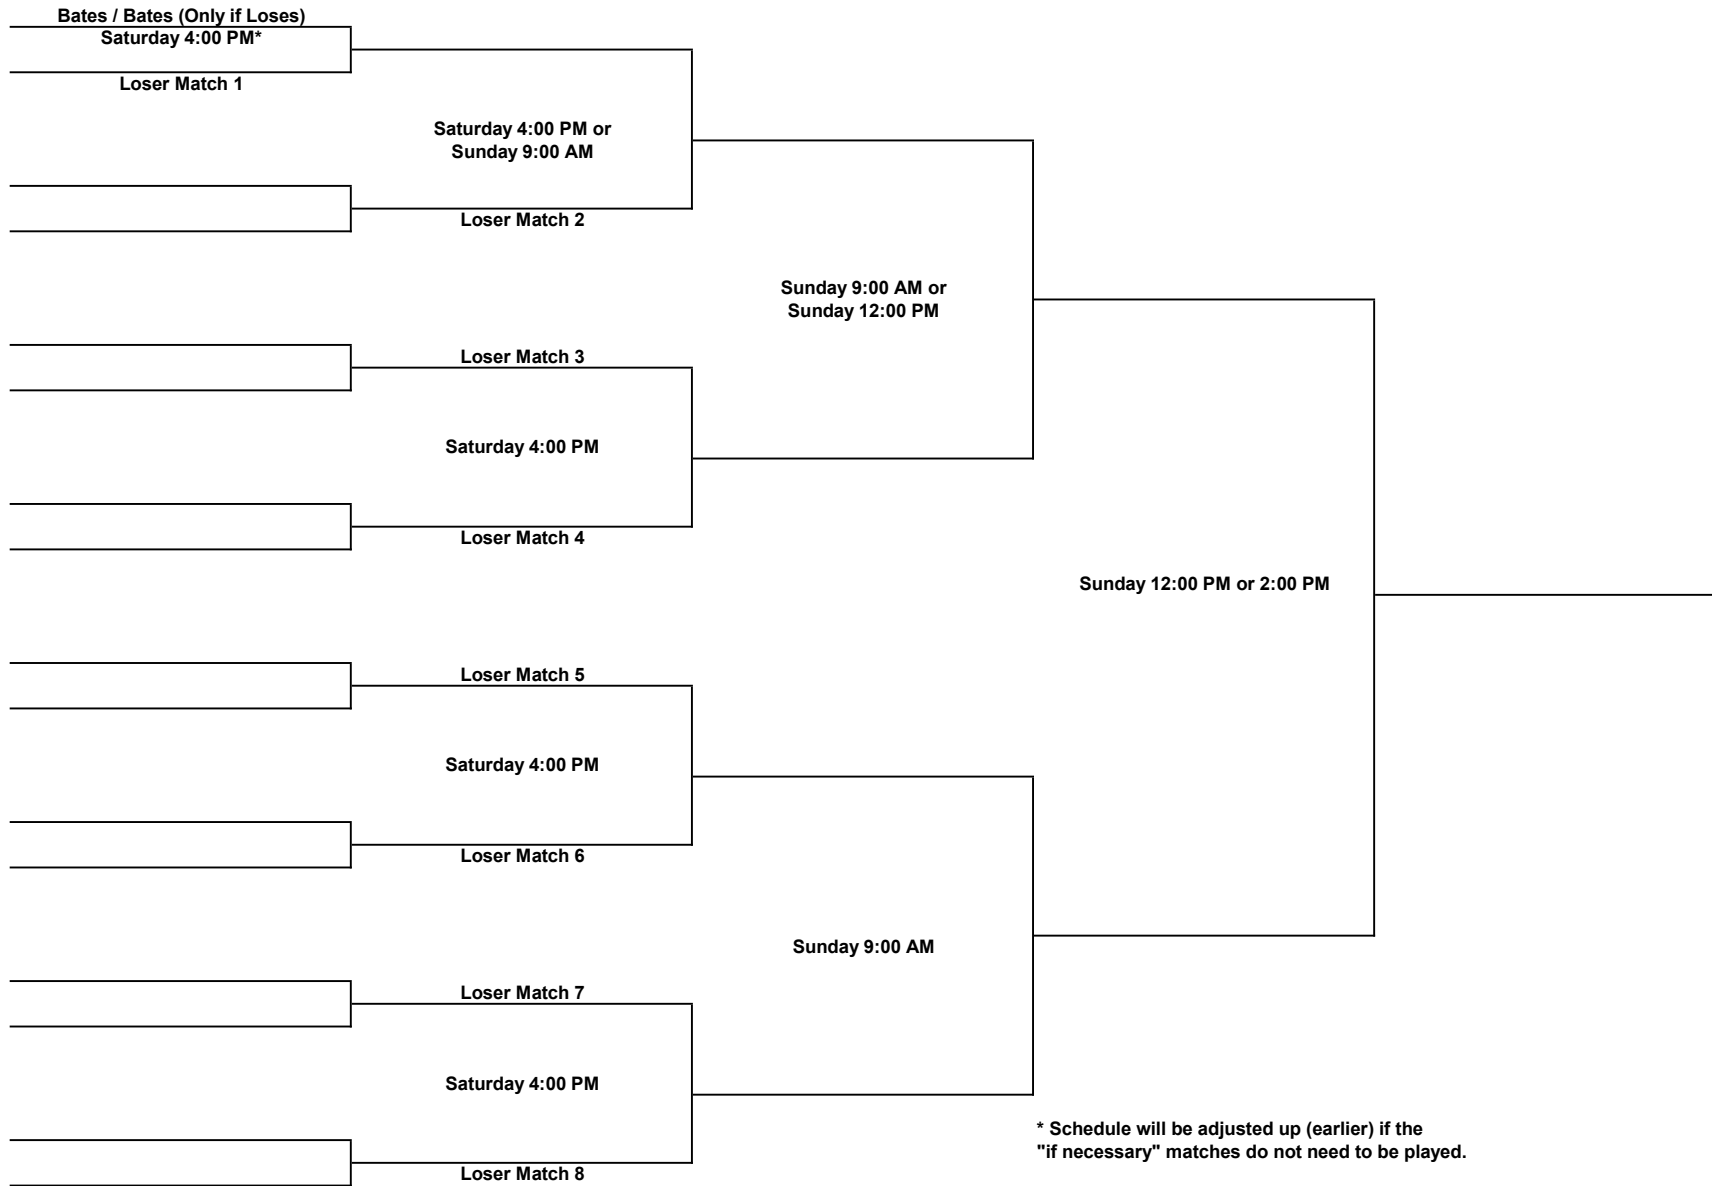 Bates / Bates (Only if Loses)
Saturday 4:00 PM*
Loser Match 1
Saturday 4:00 PM or
Sunday 9:00 AM
Loser Match 2
Sunday 9:00 AM or
Sunday 12:00 PM
Loser Match 3
Saturday 4:00 PM
Loser Match 4
Sunday 12:00 PM or 2:00 PM
Loser Match 5
Saturday 4:00 PM
Loser Match 6
Sunday 9:00 AM
Loser Match 7
Saturday 4:00 PM
* Schedule will be adjusted up (earlier) if the
"if necessary" matches do not need to be played.
Loser Match 8